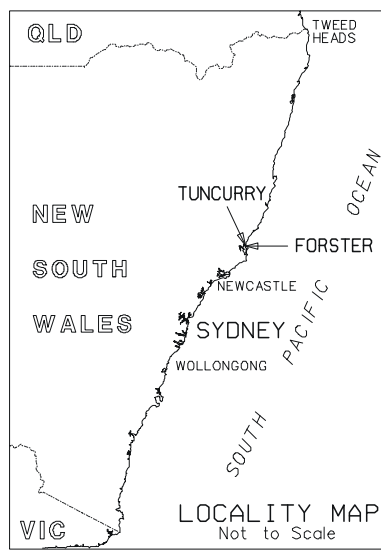 QLD
TWEED
HEADS
OCEAN
TUNCURRY
NEW
FORSTER
SOUTH
NEWCASTLE
PACIFIC
WALES
SYDNEY
WOLLONGONG
SOUTH
LOCALITY MAP
VIC
Not to Scale